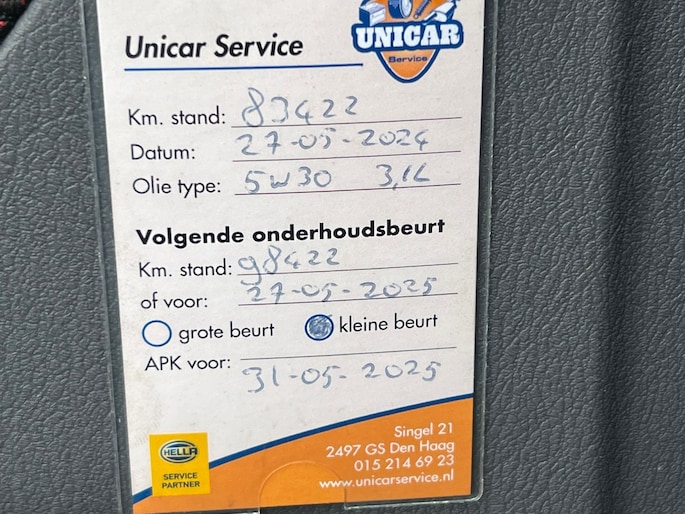 Unicar Service
UNICAR
Service
Km. stand: 83422
Datum: 27-05-2024
Olie type: 5W30 3,1L
Volgende onderhoudsbeurt
Km. stand: 98422
of voor: 27-05-2025
grote beurt kleine beurt
APK voor: 31-05-2025
HELLA
SERVICE
PARTNER
Singel 21
2497 GS Den Haag
015 214 69 23
www.unicarservice.nl